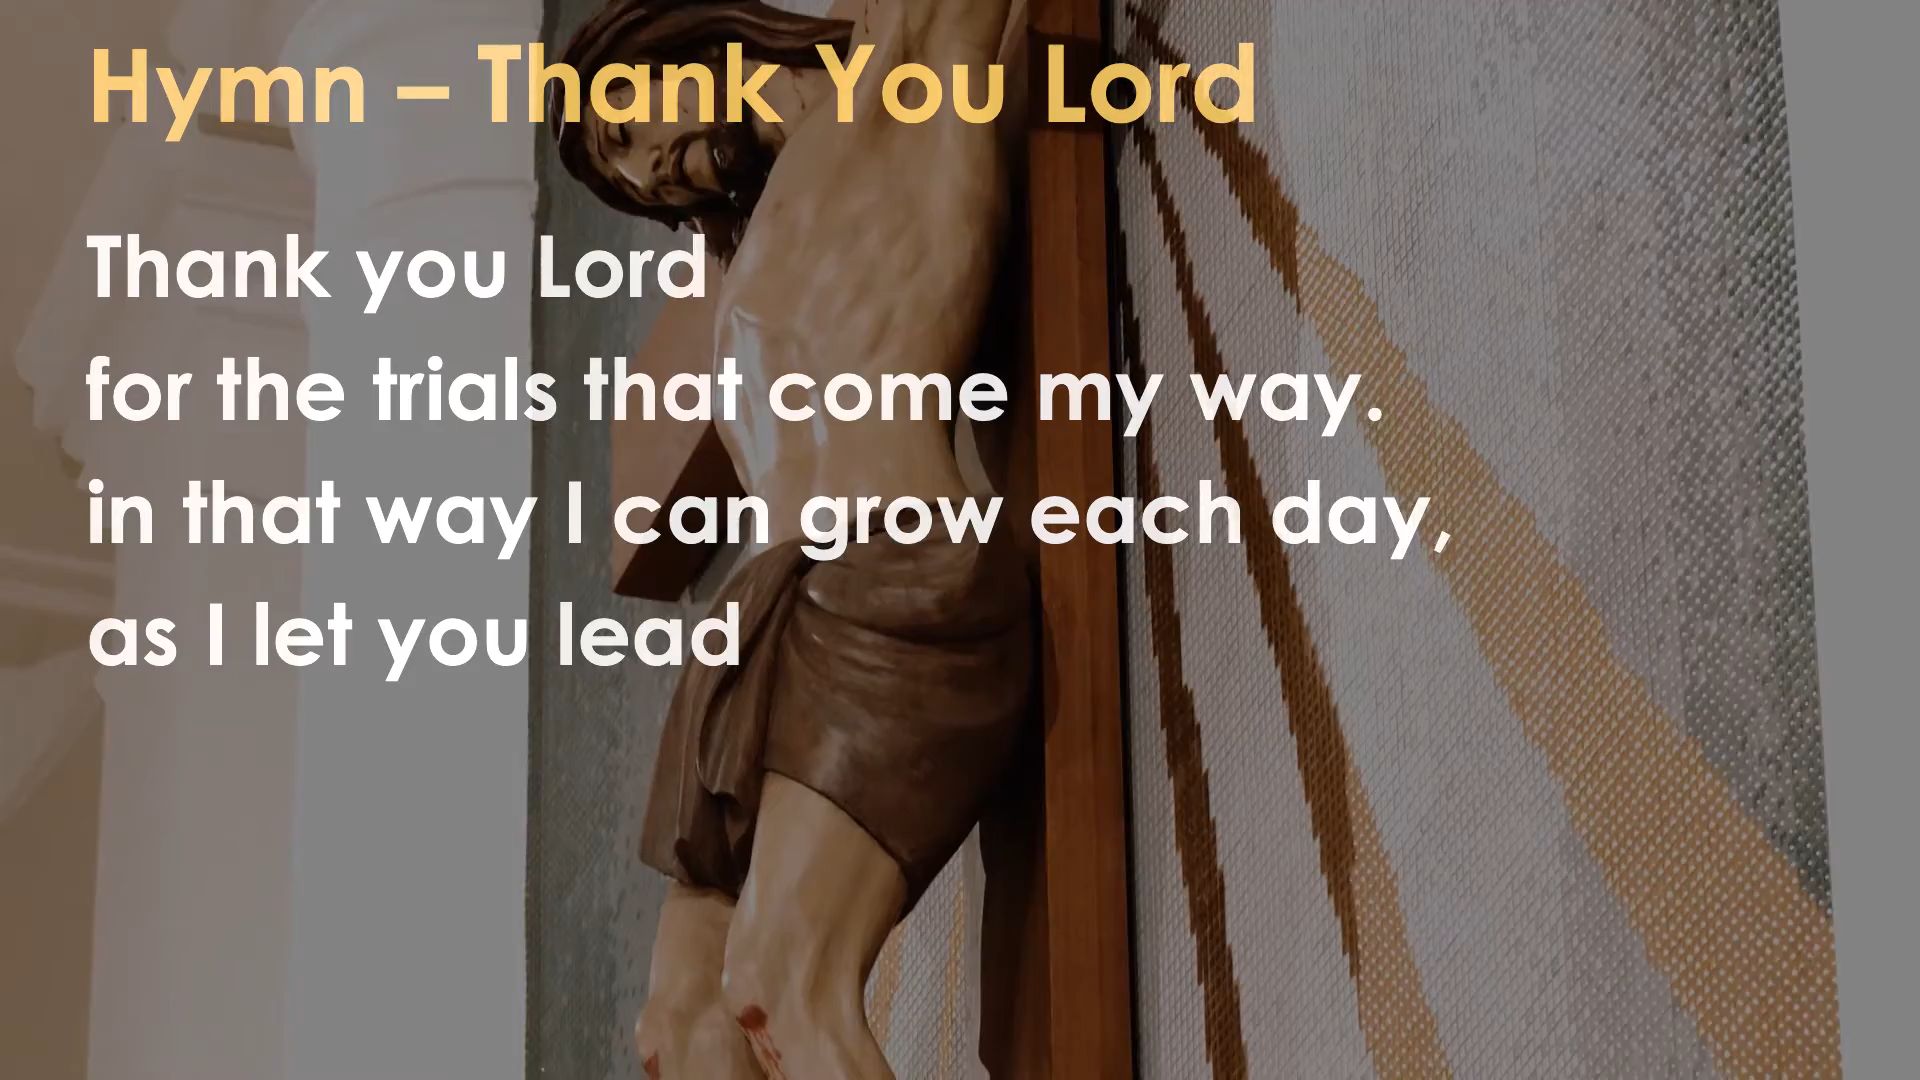 Hymn – Thank You Lord
Thank you Lord
for the trials that come my way.
in that way I can grow each day,
as I let you lead